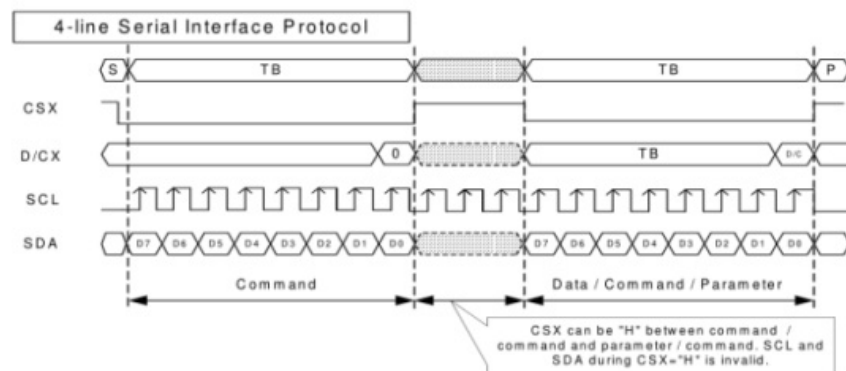 4-line Serial Interface Protocol
S TB TB P
CSX
D/CX 0 TB D/C
SCL
SDA D7 D6 D5 D4 D3 D2 D1 D0 D7 D6 D5 D4 D3 D2 D1 D0
Command Data / Command / Parameter
CSX can be "H" between command /
command and parameter / command. SCL and
SDA during CSX="H" is invalid.